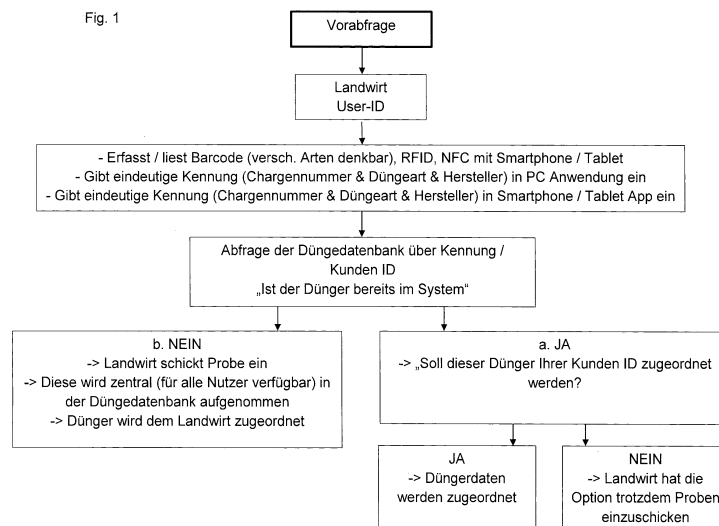 Fig. 1
Vorabfrage
Landwirt
User-ID
- Erfasst / liest Barcode (versch. Arten denkbar), RFID, NFC mit Smartphone / Tablet
- Gibt eindeutige Kennung (Chargennummer & Düngeart & Hersteller) in PC Anwendung ein
- Gibt eindeutige Kennung (Chargennummer & Düngeart & Hersteller) in Smartphone / Tablet App ein
Abfrage der Düngedatenbank über Kennung /
Kunden ID
„Ist der Dünger bereits im System“
b. NEIN
-> Landwirt schickt Probe ein
-> Diese wird zentral (für alle Nutzer verfügbar) in
der Düngedatenbank aufgenommen
-> Dünger wird dem Landwirt zugeordnet
a. JA
-> „Soll dieser Dünger Ihrer Kunden ID zugeordnet
werden?
JA
-> Düngerdaten
werden zugeordnet
NEIN
-> Landwirt hat die
Option trotzdem Proben
einzuschicken